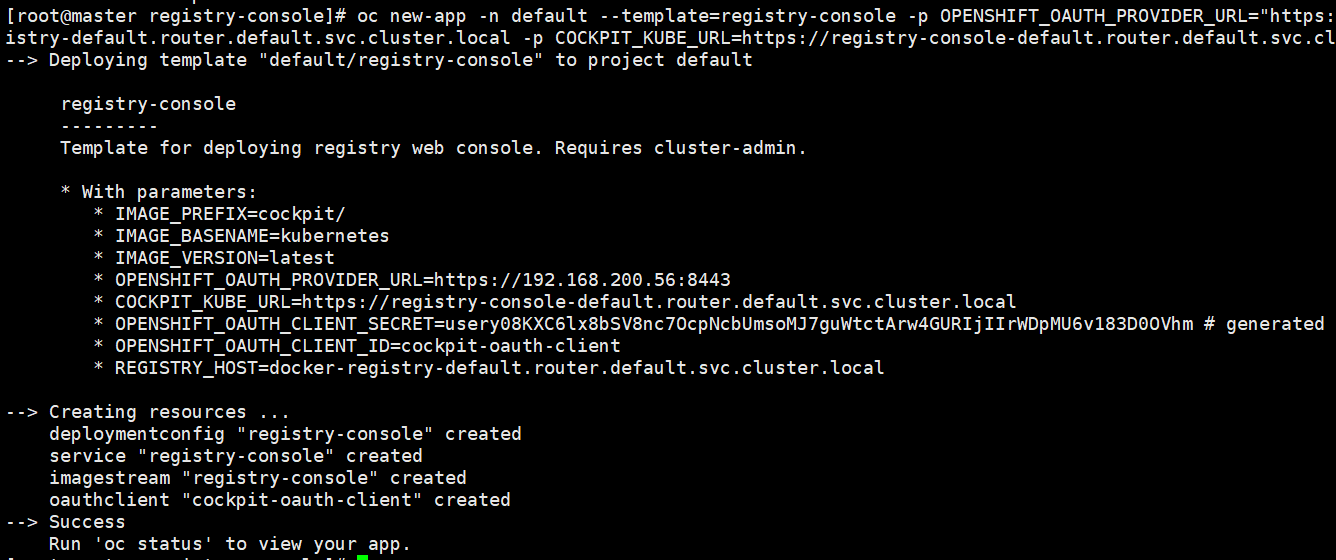 [root@master registry-console]# oc new-app -n default --template=registry-console -p OPENSHIFT_OAUTH_PROVIDER_URL="https:
istry-default.router.default.svc.cluster.local -p COCKPIT_KUBE_URL=https://registry-console-default.router.default.svc.cl
--> Deploying template "default/registry-console" to project default
registry-console
---------
Template for deploying registry web console. Requires cluster-admin.
* With parameters:
* IMAGE_PREFIX=cockpit/
* IMAGE_BASENAME=kubernetes
* IMAGE_VERSION=latest
* OPENSHIFT_OAUTH_PROVIDER_URL=https://192.168.200.56:8443
* COCKPIT_KUBE_URL=https://registry-console-default.router.default.svc.cluster.local
* OPENSHIFT_OAUTH_CLIENT_SECRET=usery08KXC6lx8bSV8nc7OcpNcbUmsoMJ7guWtctArw4GURIjIIrWDpMU6v183D0OVhm # generated
* OPENSHIFT_OAUTH_CLIENT_ID=cockpit-oauth-client
* REGISTRY_HOST=docker-registry-default.router.default.svc.cluster.local
--> Creating resources ...
deploymentconfig "registry-console" created
service "registry-console" created
imagestream "registry-console" created
oauthclient "cockpit-oauth-client" created
--> Success
Run 'oc status' to view your app.